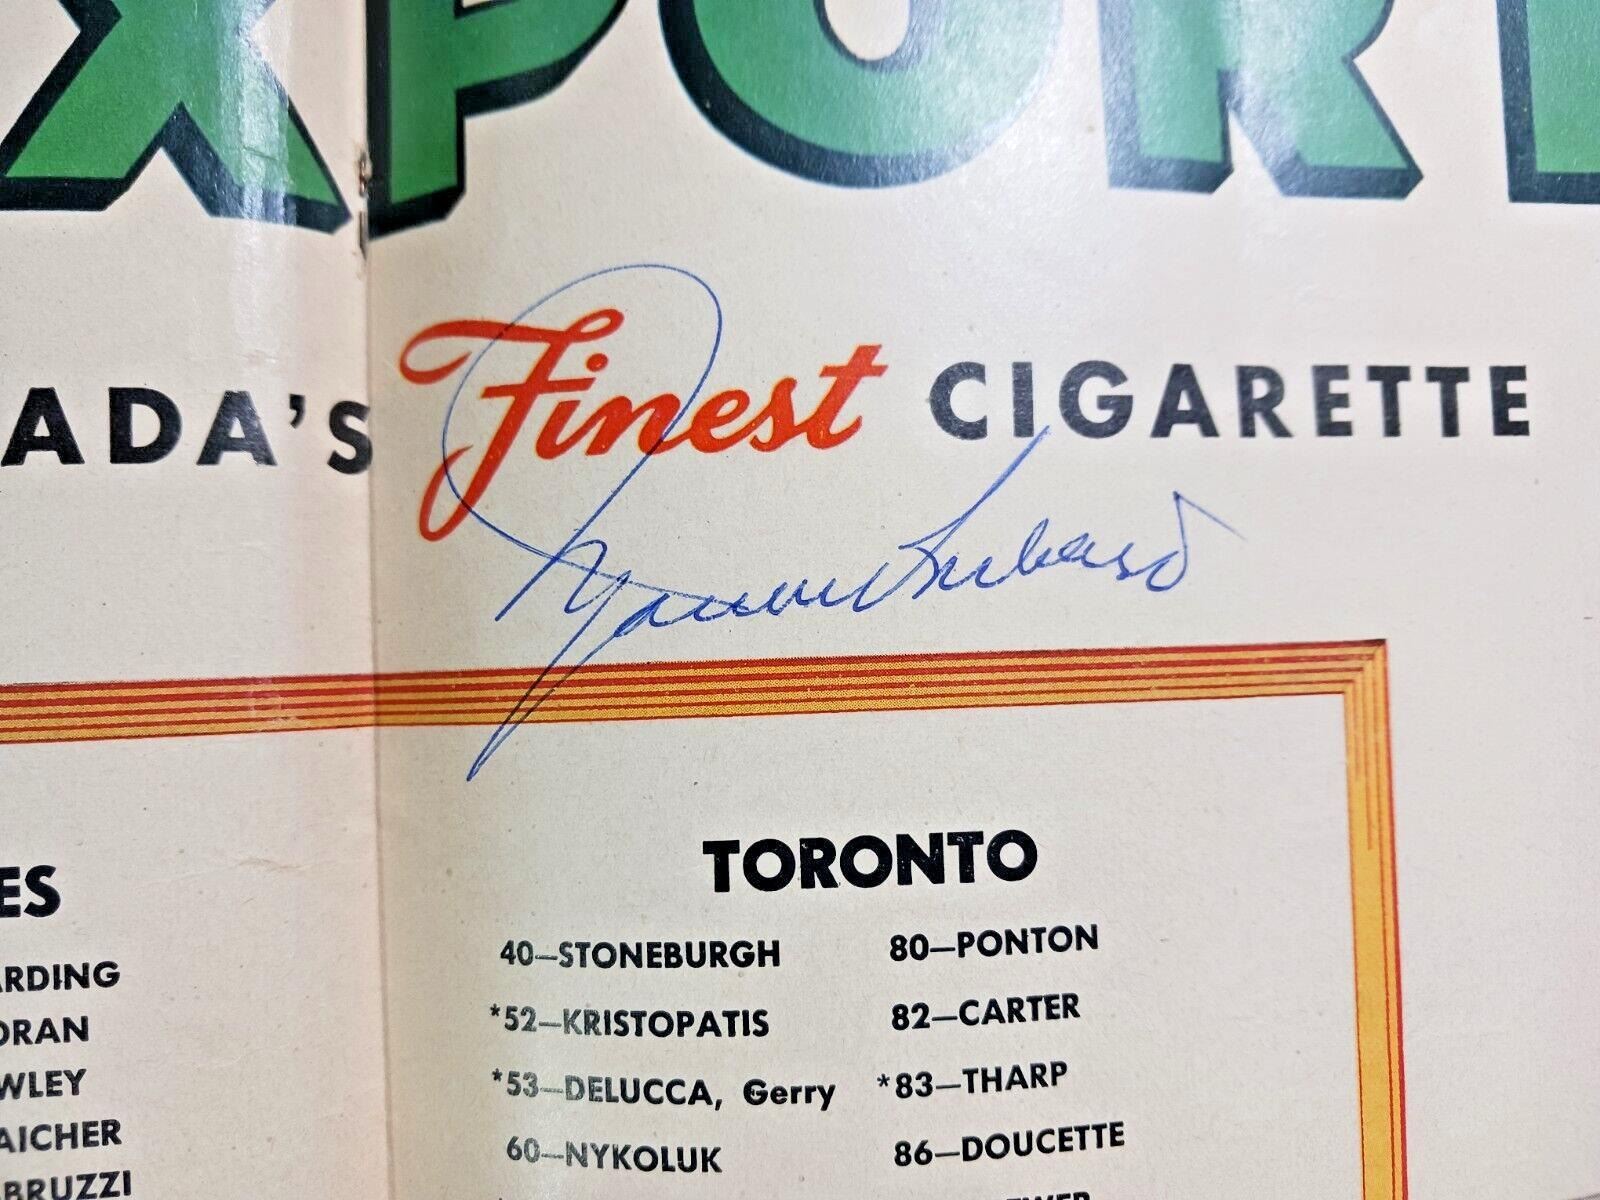 XPORT
ADA'S Finest CIGARETTE
TORONTO
ES
40—STONEBURGH 80—PONTON
ARDING
*52—KRISTOPATIS 82—CARTER
ORAN
*53—DELUCCA, Gerry *83—THARP
WLEY
60—NYKOLUK 86—DOUCETTE
AICHER
BRUZZI